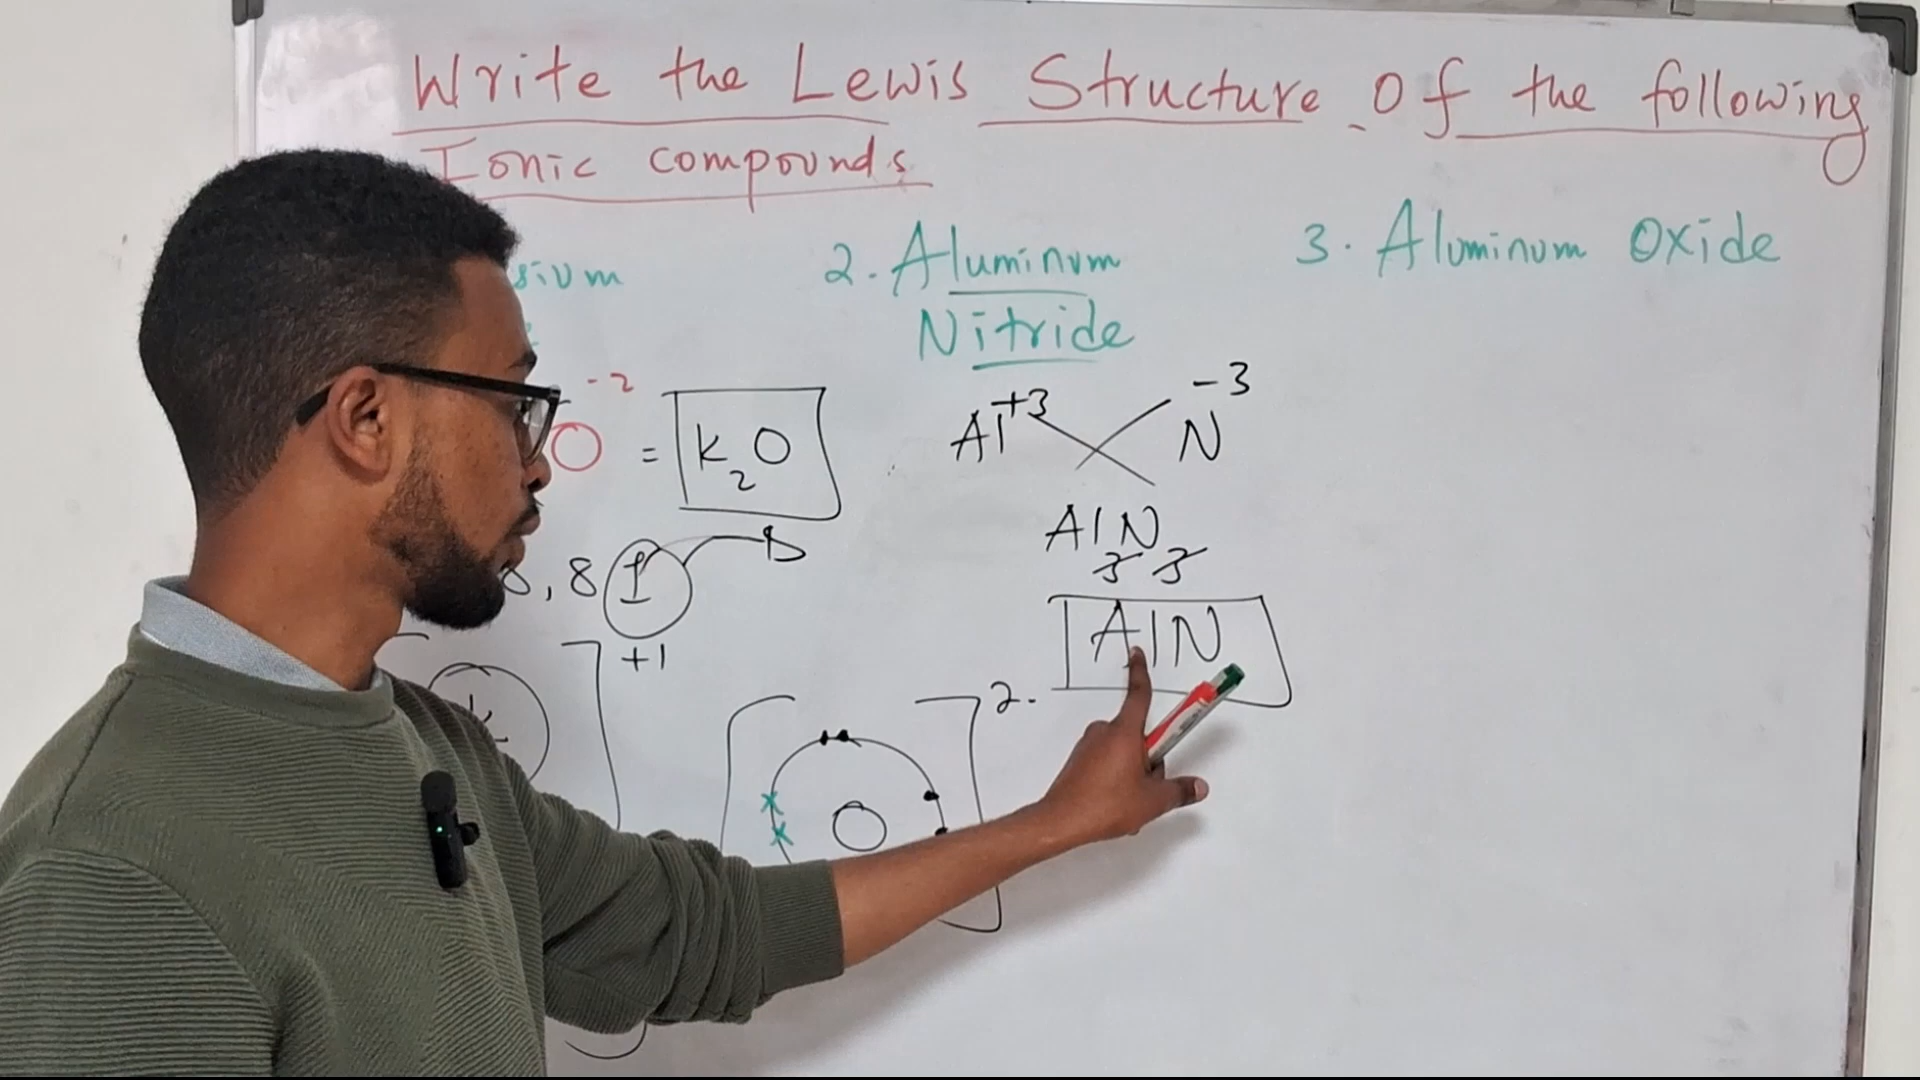 Write the Lewis Structure Of the following
Ionic compounds
sium
2. Aluminum
Nitride
3. Aluminum Oxide
-2
O = K2O
Al+3 N-3
AlN
3 3
AlN
8, 8, 1
+1
K
2-
O